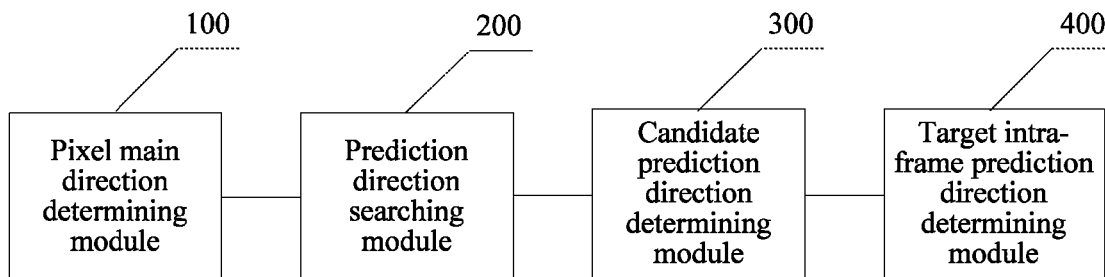 100
200
300
400
Pixel main
direction
determining
module
Prediction
direction
searching
module
Candidate
prediction
direction
determining
module
Target intra-
frame prediction
direction
determining
module